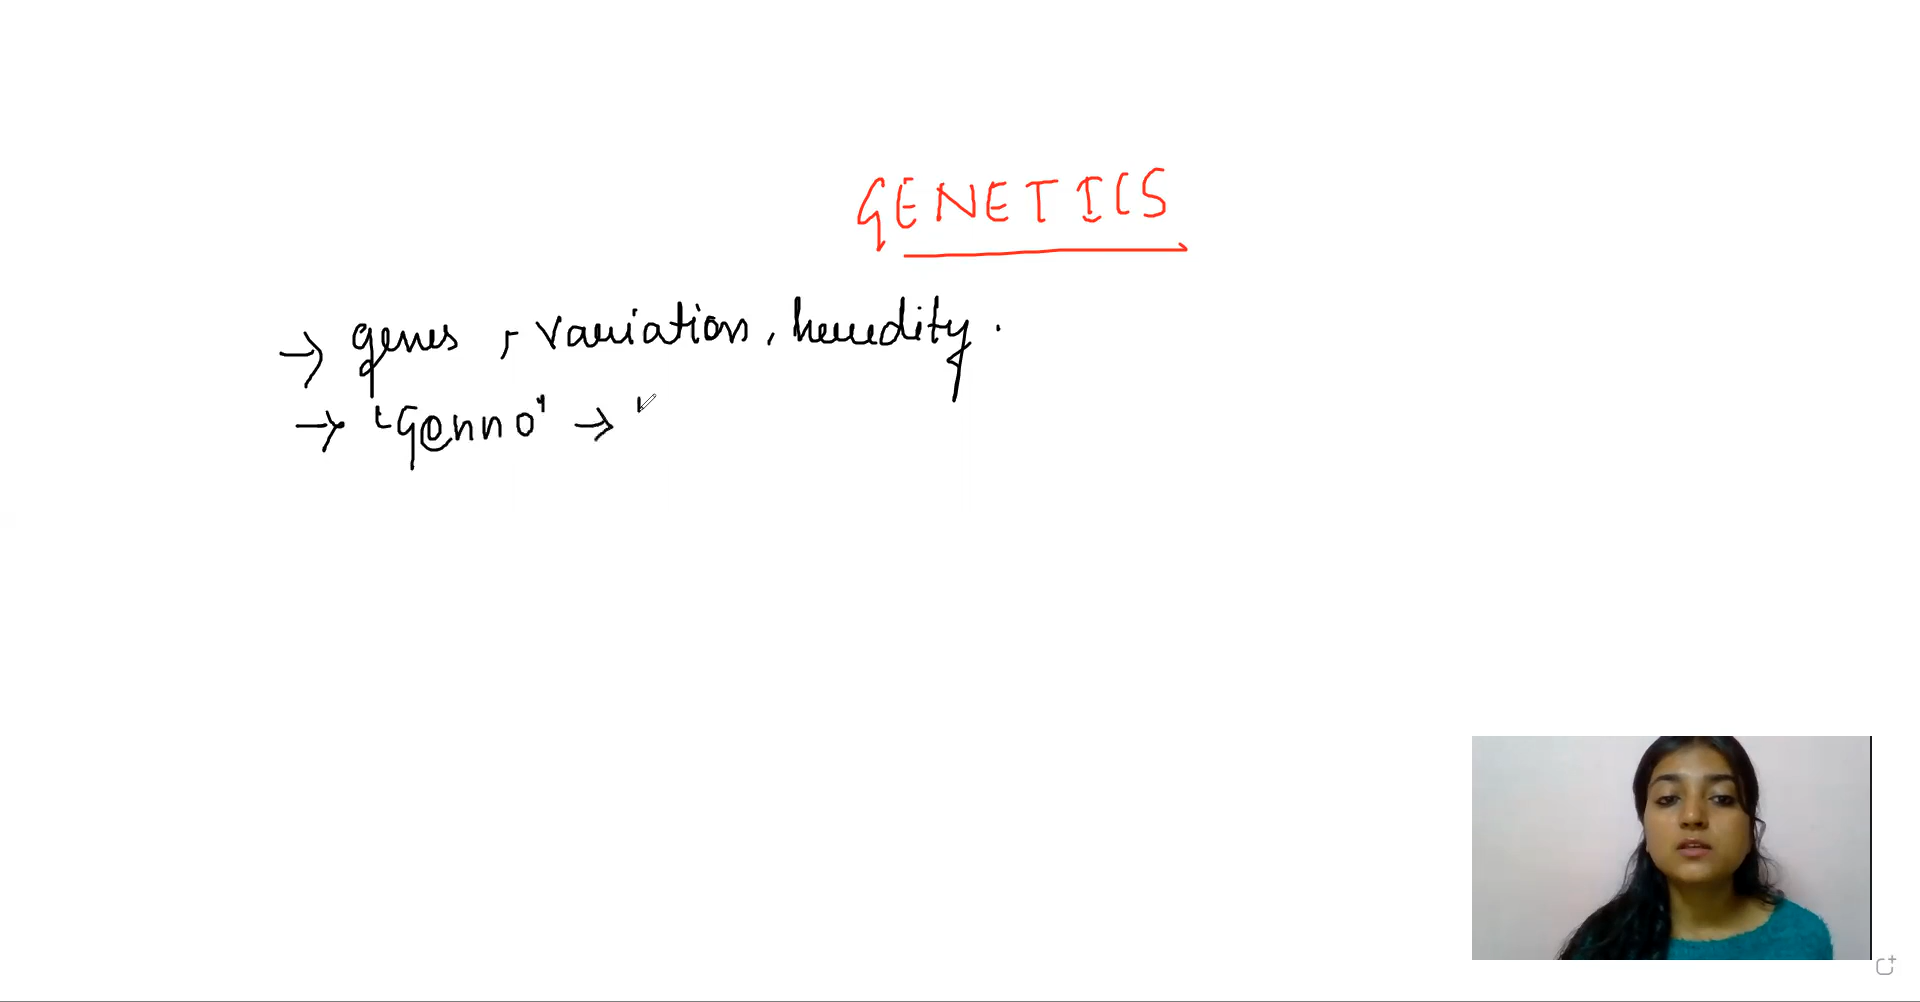 GENETICS
→ genes, variation, heredity.
→ "Genno" → "